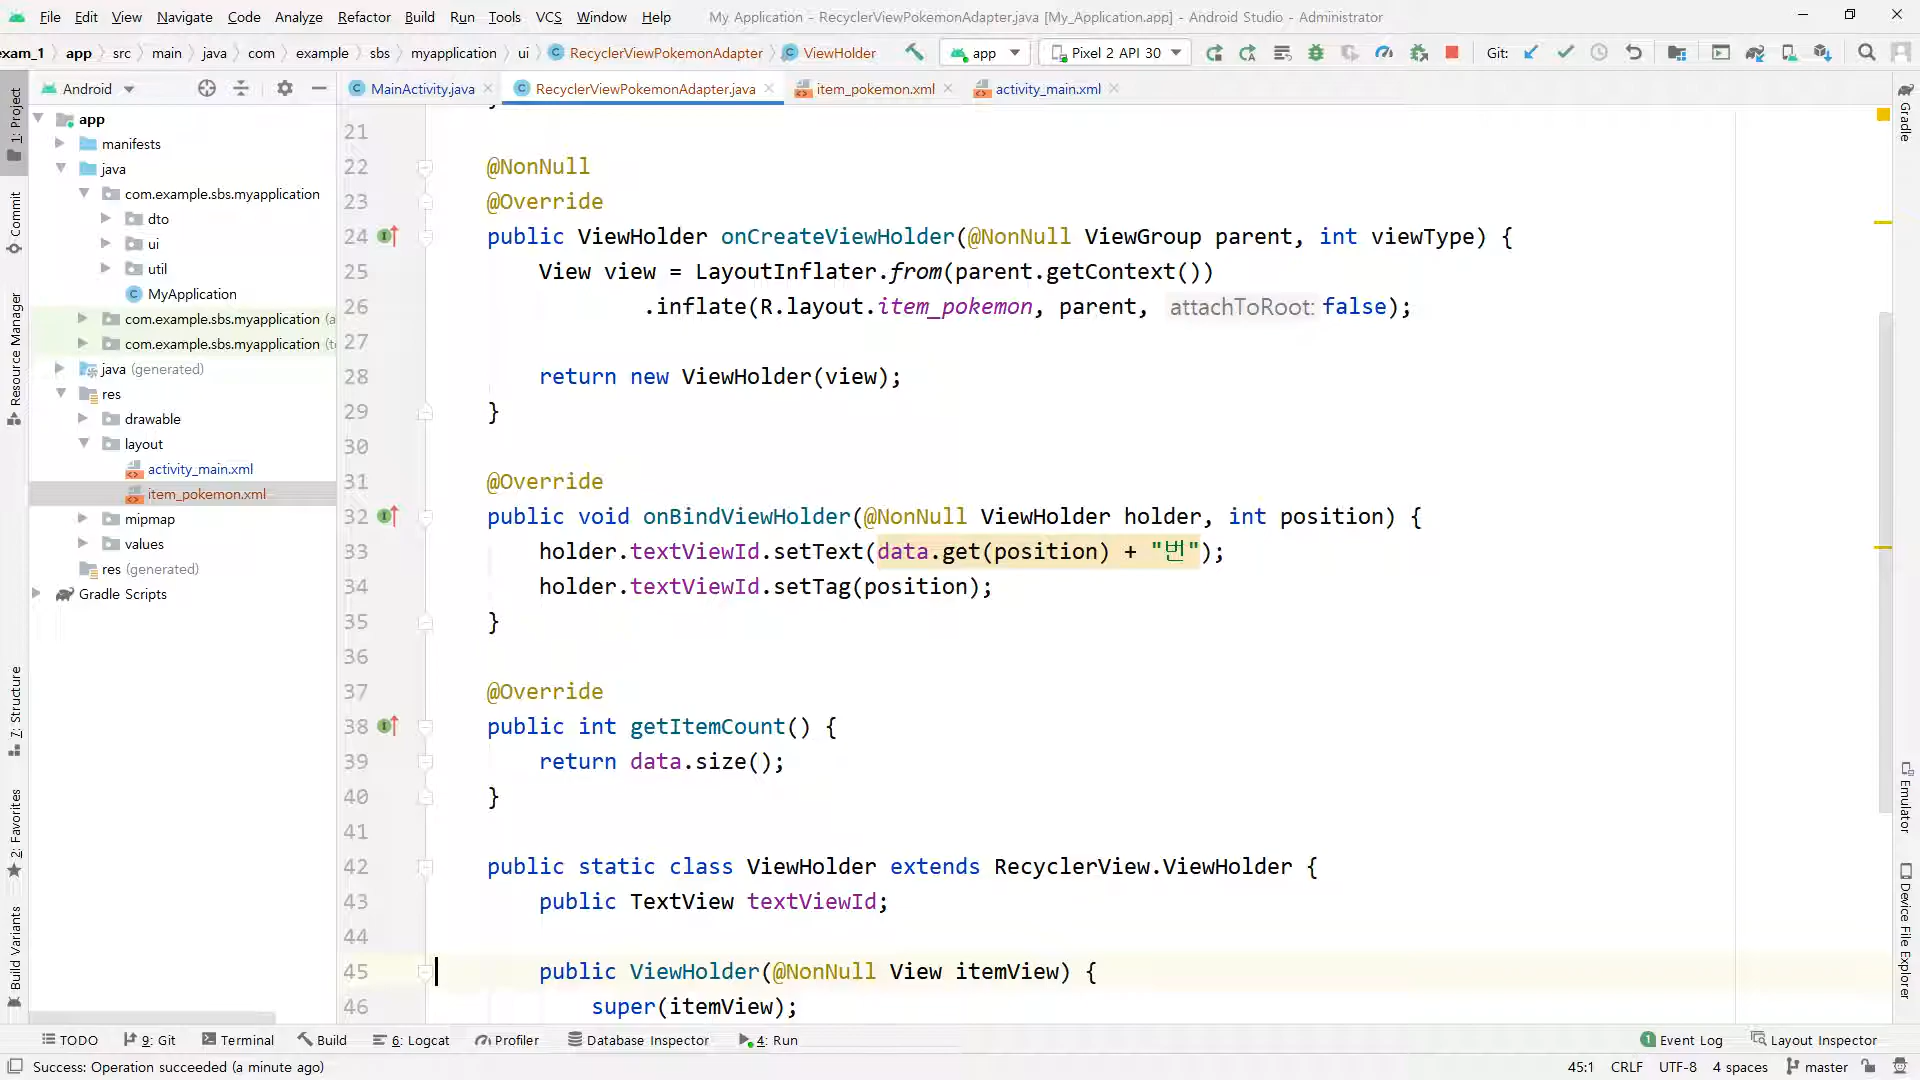 File Edit View Navigate Code Analyze Refactor Build Run Tools VCS Window Help My Application - RecyclerViewPokemonAdapter.java [My_Application.app] - Android Studio - Administrator
exam_1 app src main java com example sbs myapplication ui RecyclerViewPokemonAdapter ViewHolder app Pixel 2 API 30 Git:
Android MainActivity.java RecyclerViewPokemonAdapter.java item_pokemon.xml activity_main.xml
1: Project
Commit
Resource Manager
7: Structure
2: Favorites
Build Variants
app
manifests
java
com.example.sbs.myapplication
dto
ui
util
MyApplication
com.example.sbs.myapplication (a
com.example.sbs.myapplication (t
java (generated)
res
drawable
layout
activity_main.xml
item_pokemon.xml
mipmap
values
res (generated)
Gradle Scripts
21
22 @NonNull
23 @Override
24 public ViewHolder onCreateViewHolder(@NonNull ViewGroup parent, int viewType) {
25 View view = LayoutInflater.from(parent.getContext())
26 .inflate(R.layout.item_pokemon, parent, attachToRoot: false);
27
28 return new ViewHolder(view);
29 }
30
31 @Override
32 public void onBindViewHolder(@NonNull ViewHolder holder, int position) {
33 holder.textViewId.setText(data.get(position) + "번");
34 holder.textViewId.setTag(position);
35 }
36
37 @Override
38 public int getItemCount() {
39 return data.size();
40 }
41
42 public static class ViewHolder extends RecyclerView.ViewHolder {
43 public TextView textViewId;
44
45 public ViewHolder(@NonNull View itemView) {
46 super(itemView);
Gradle
Emulator
Device File Explorer
TODO 9: Git Terminal Build 6: Logcat Profiler Database Inspector 4: Run 1 Event Log Layout Inspector
Success: Operation succeeded (a minute ago) 45:1 CRLF UTF-8 4 spaces master